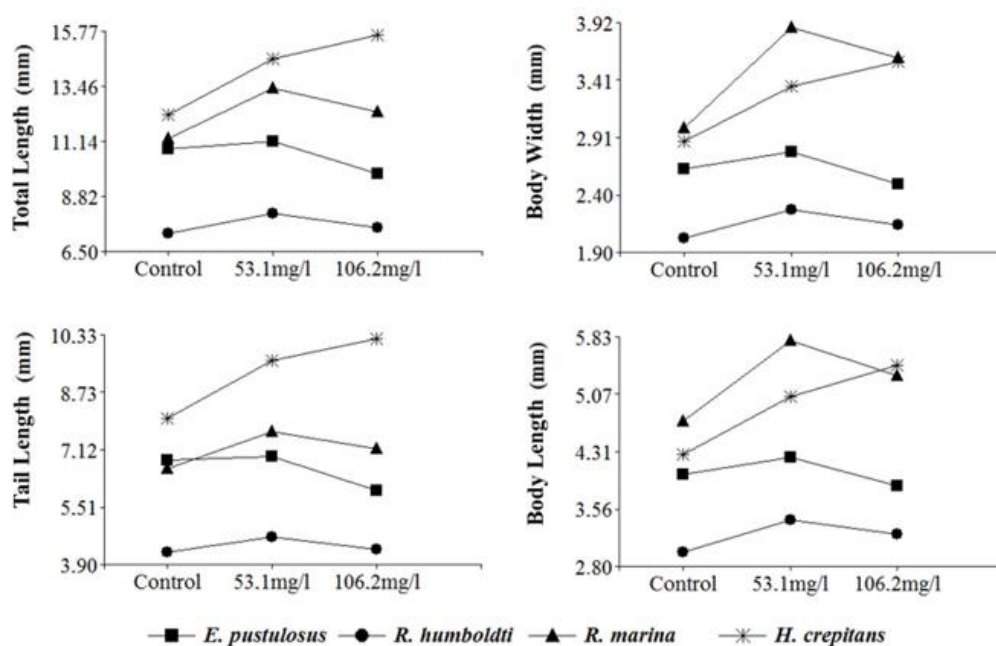 Total Length (mm)
15.77
13.46
11.14
8.82
6.50
Control 53.1mg/l 106.2mg/l
Body Width (mm)
3.92
3.41
2.91
2.40
1.90
Control 53.1mg/l 106.2mg/l
Tail Length (mm)
10.33
8.73
7.12
5.51
3.90
Control 53.1mg/l 106.2mg/l
Body Length (mm)
5.83
5.07
4.31
3.56
2.80
Control 53.1mg/l 106.2mg/l
E. pustulosus R. humboldti R. marina H. crepitans